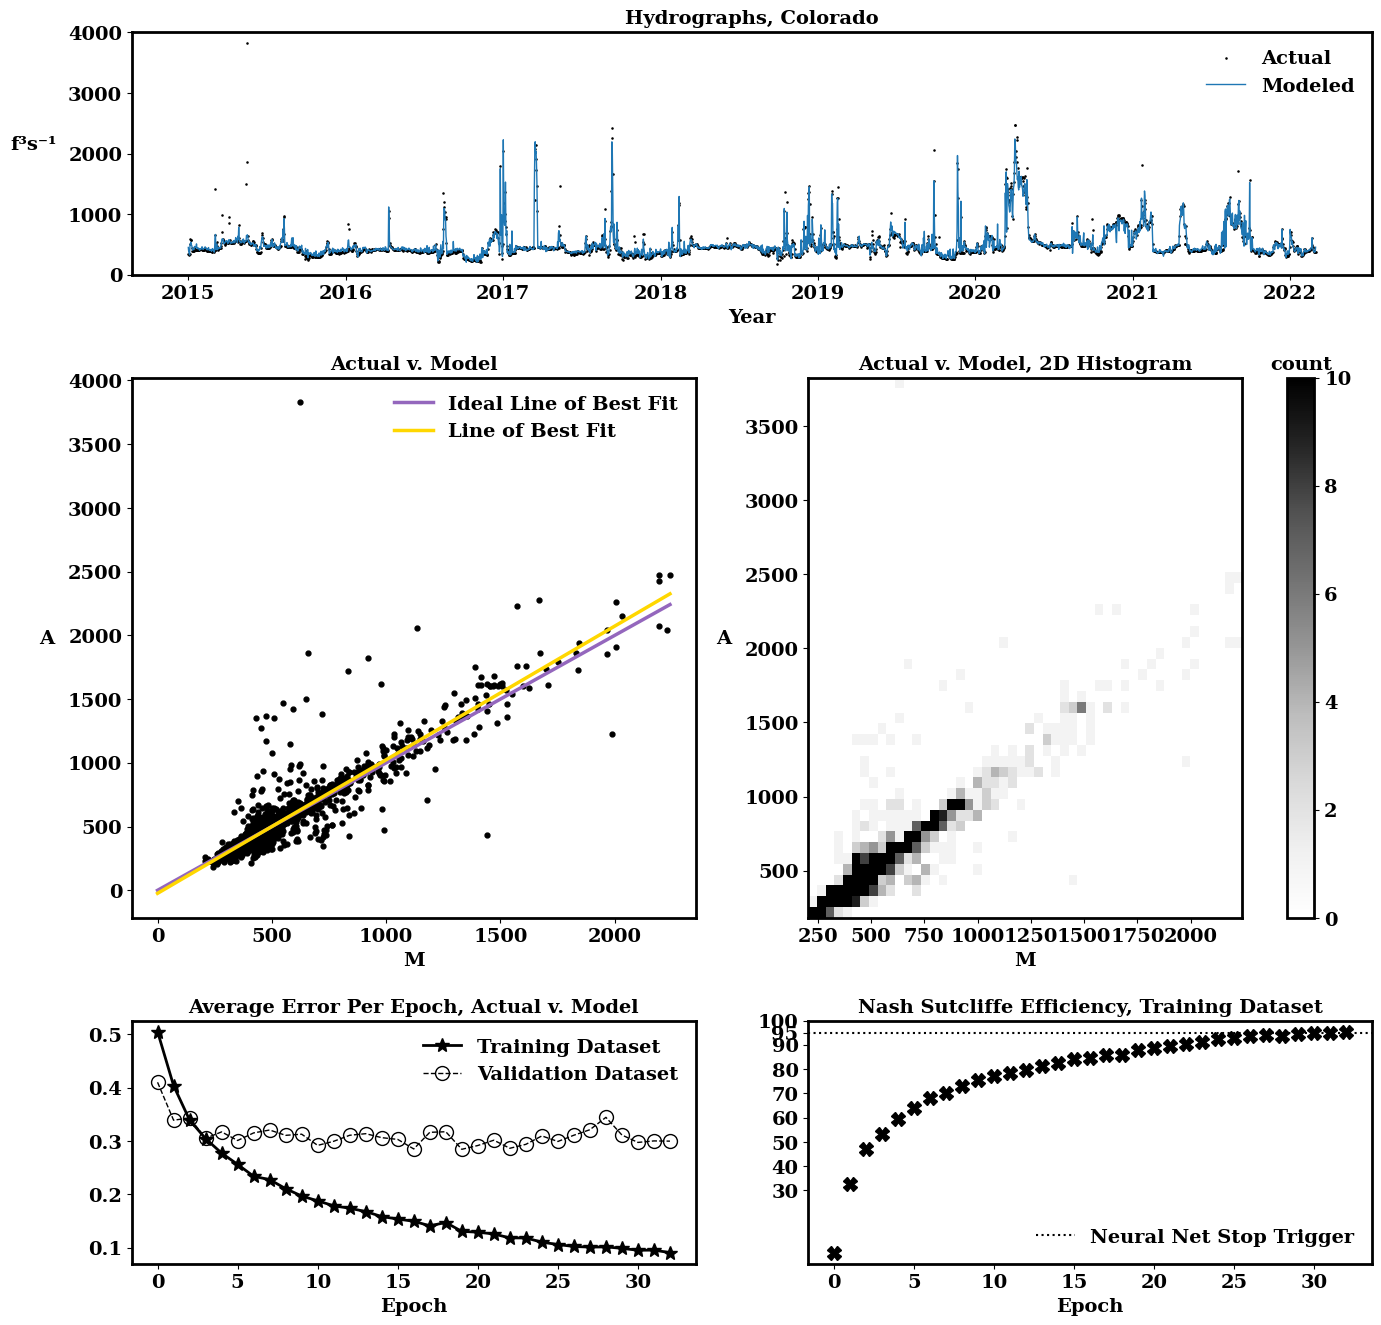 Hydrographs, Colorado
4000
3000
2000
1000
0
f³s⁻¹
Actual
Modeled
2015 2016 2017 2018 2019 2020 2021 2022
Year
Actual v. Model
4000
3500
3000
2500
2000
1500
1000
500
0
A
Ideal Line of Best Fit
Line of Best Fit
0 500 1000 1500 2000
M
Actual v. Model, 2D Histogram
3500
3000
2500
2000
1500
1000
500
A
250 500 750 1000 1250 1500 1750 2000
M
count
10
8
6
4
2
0
Average Error Per Epoch, Actual v. Model
0.5
0.4
0.3
0.2
0.1
Training Dataset
Validation Dataset
0 5 10 15 20 25 30
Epoch
Nash Sutcliffe Efficiency, Training Dataset
100
95
90
80
70
60
50
40
30
Neural Net Stop Trigger
0 5 10 15 20 25 30
Epoch